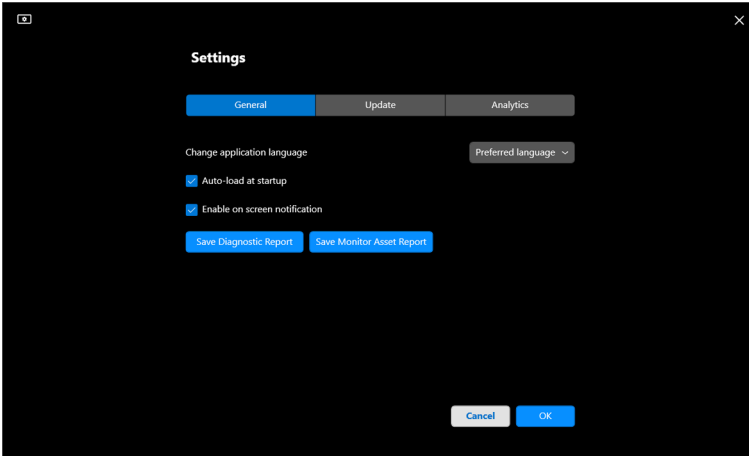 Settings
General Update Analytics
Change application language Preferred language
Auto-load at startup
Enable on screen notification
Save Diagnostic Report Save Monitor Asset Report
Cancel OK